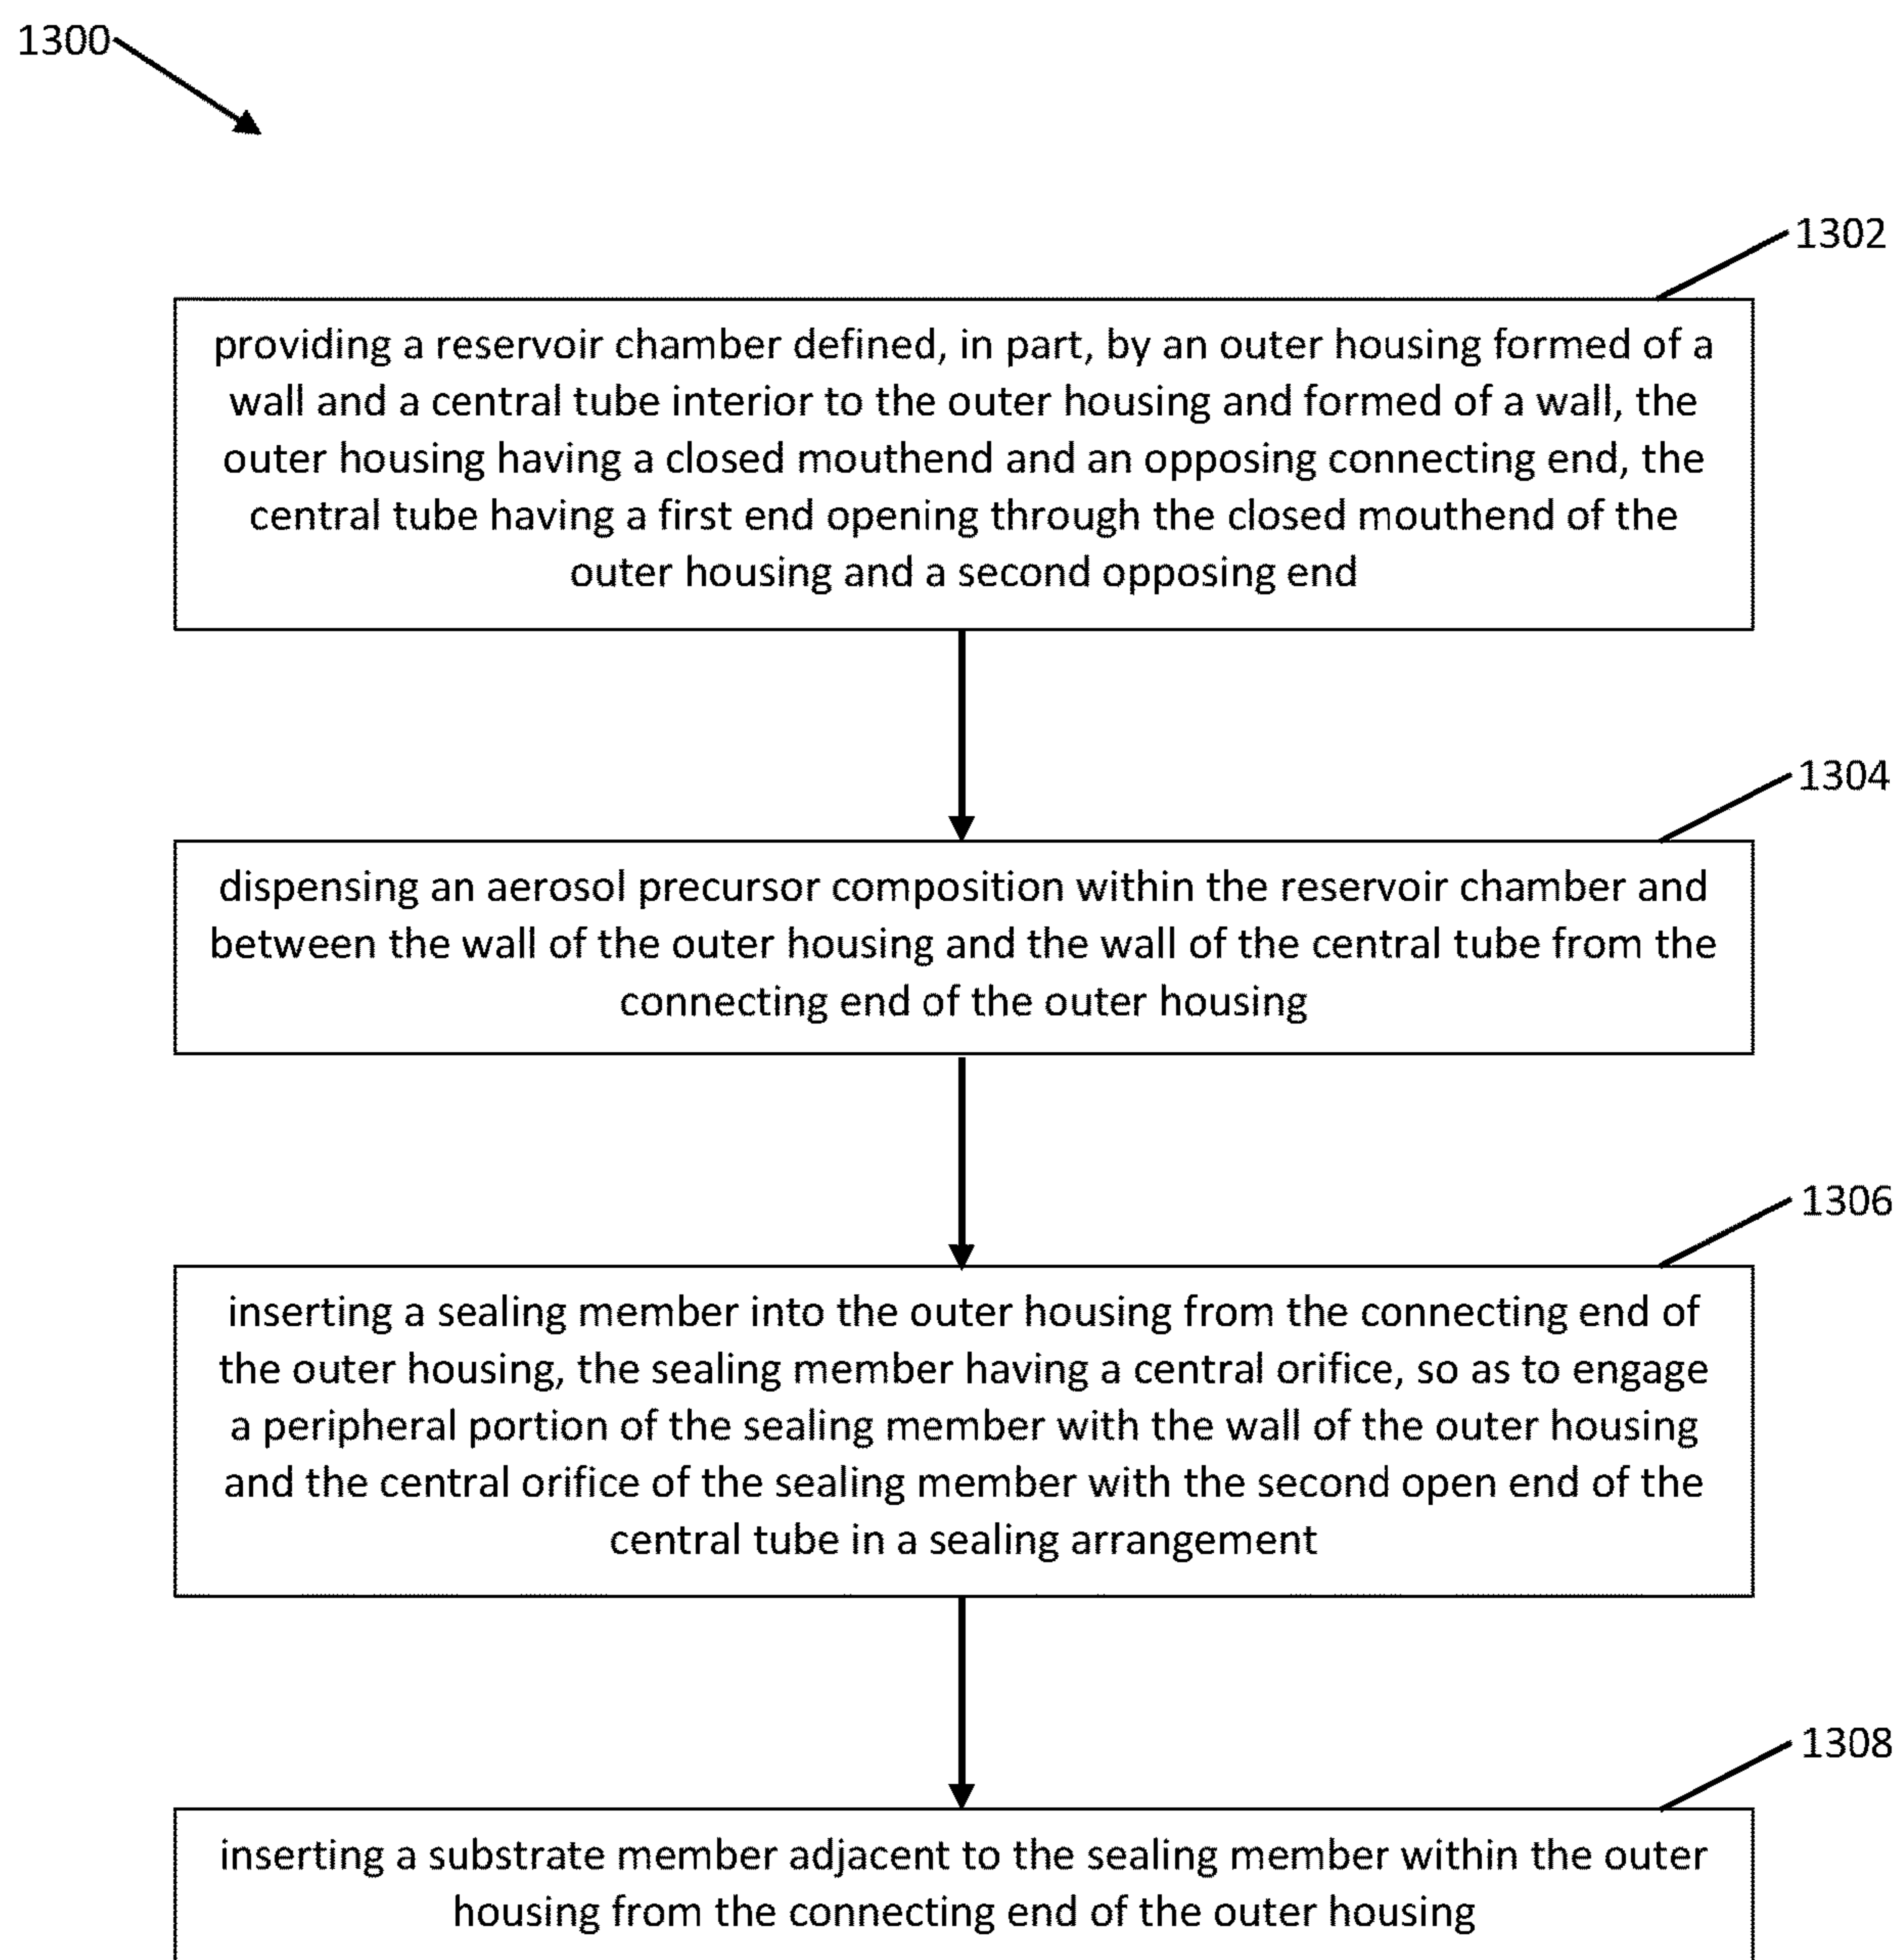 1300
1302
providing a reservoir chamber defined, in part, by an outer housing formed of a
wall and a central tube interior to the outer housing and formed of a wall, the
outer housing having a closed mouthend and an opposing connecting end, the
central tube having a first end opening through the closed mouthend of the
outer housing and a second opposing end
1304
dispensing an aerosol precursor composition within the reservoir chamber and
between the wall of the outer housing and the wall of the central tube from the
connecting end of the outer housing
1306
inserting a sealing member into the outer housing from the connecting end of
the outer housing, the sealing member having a central orifice, so as to engage
a peripheral portion of the sealing member with the wall of the outer housing
and the central orifice of the sealing member with the second open end of the
central tube in a sealing arrangement
1308
inserting a substrate member adjacent to the sealing member within the outer
housing from the connecting end of the outer housing